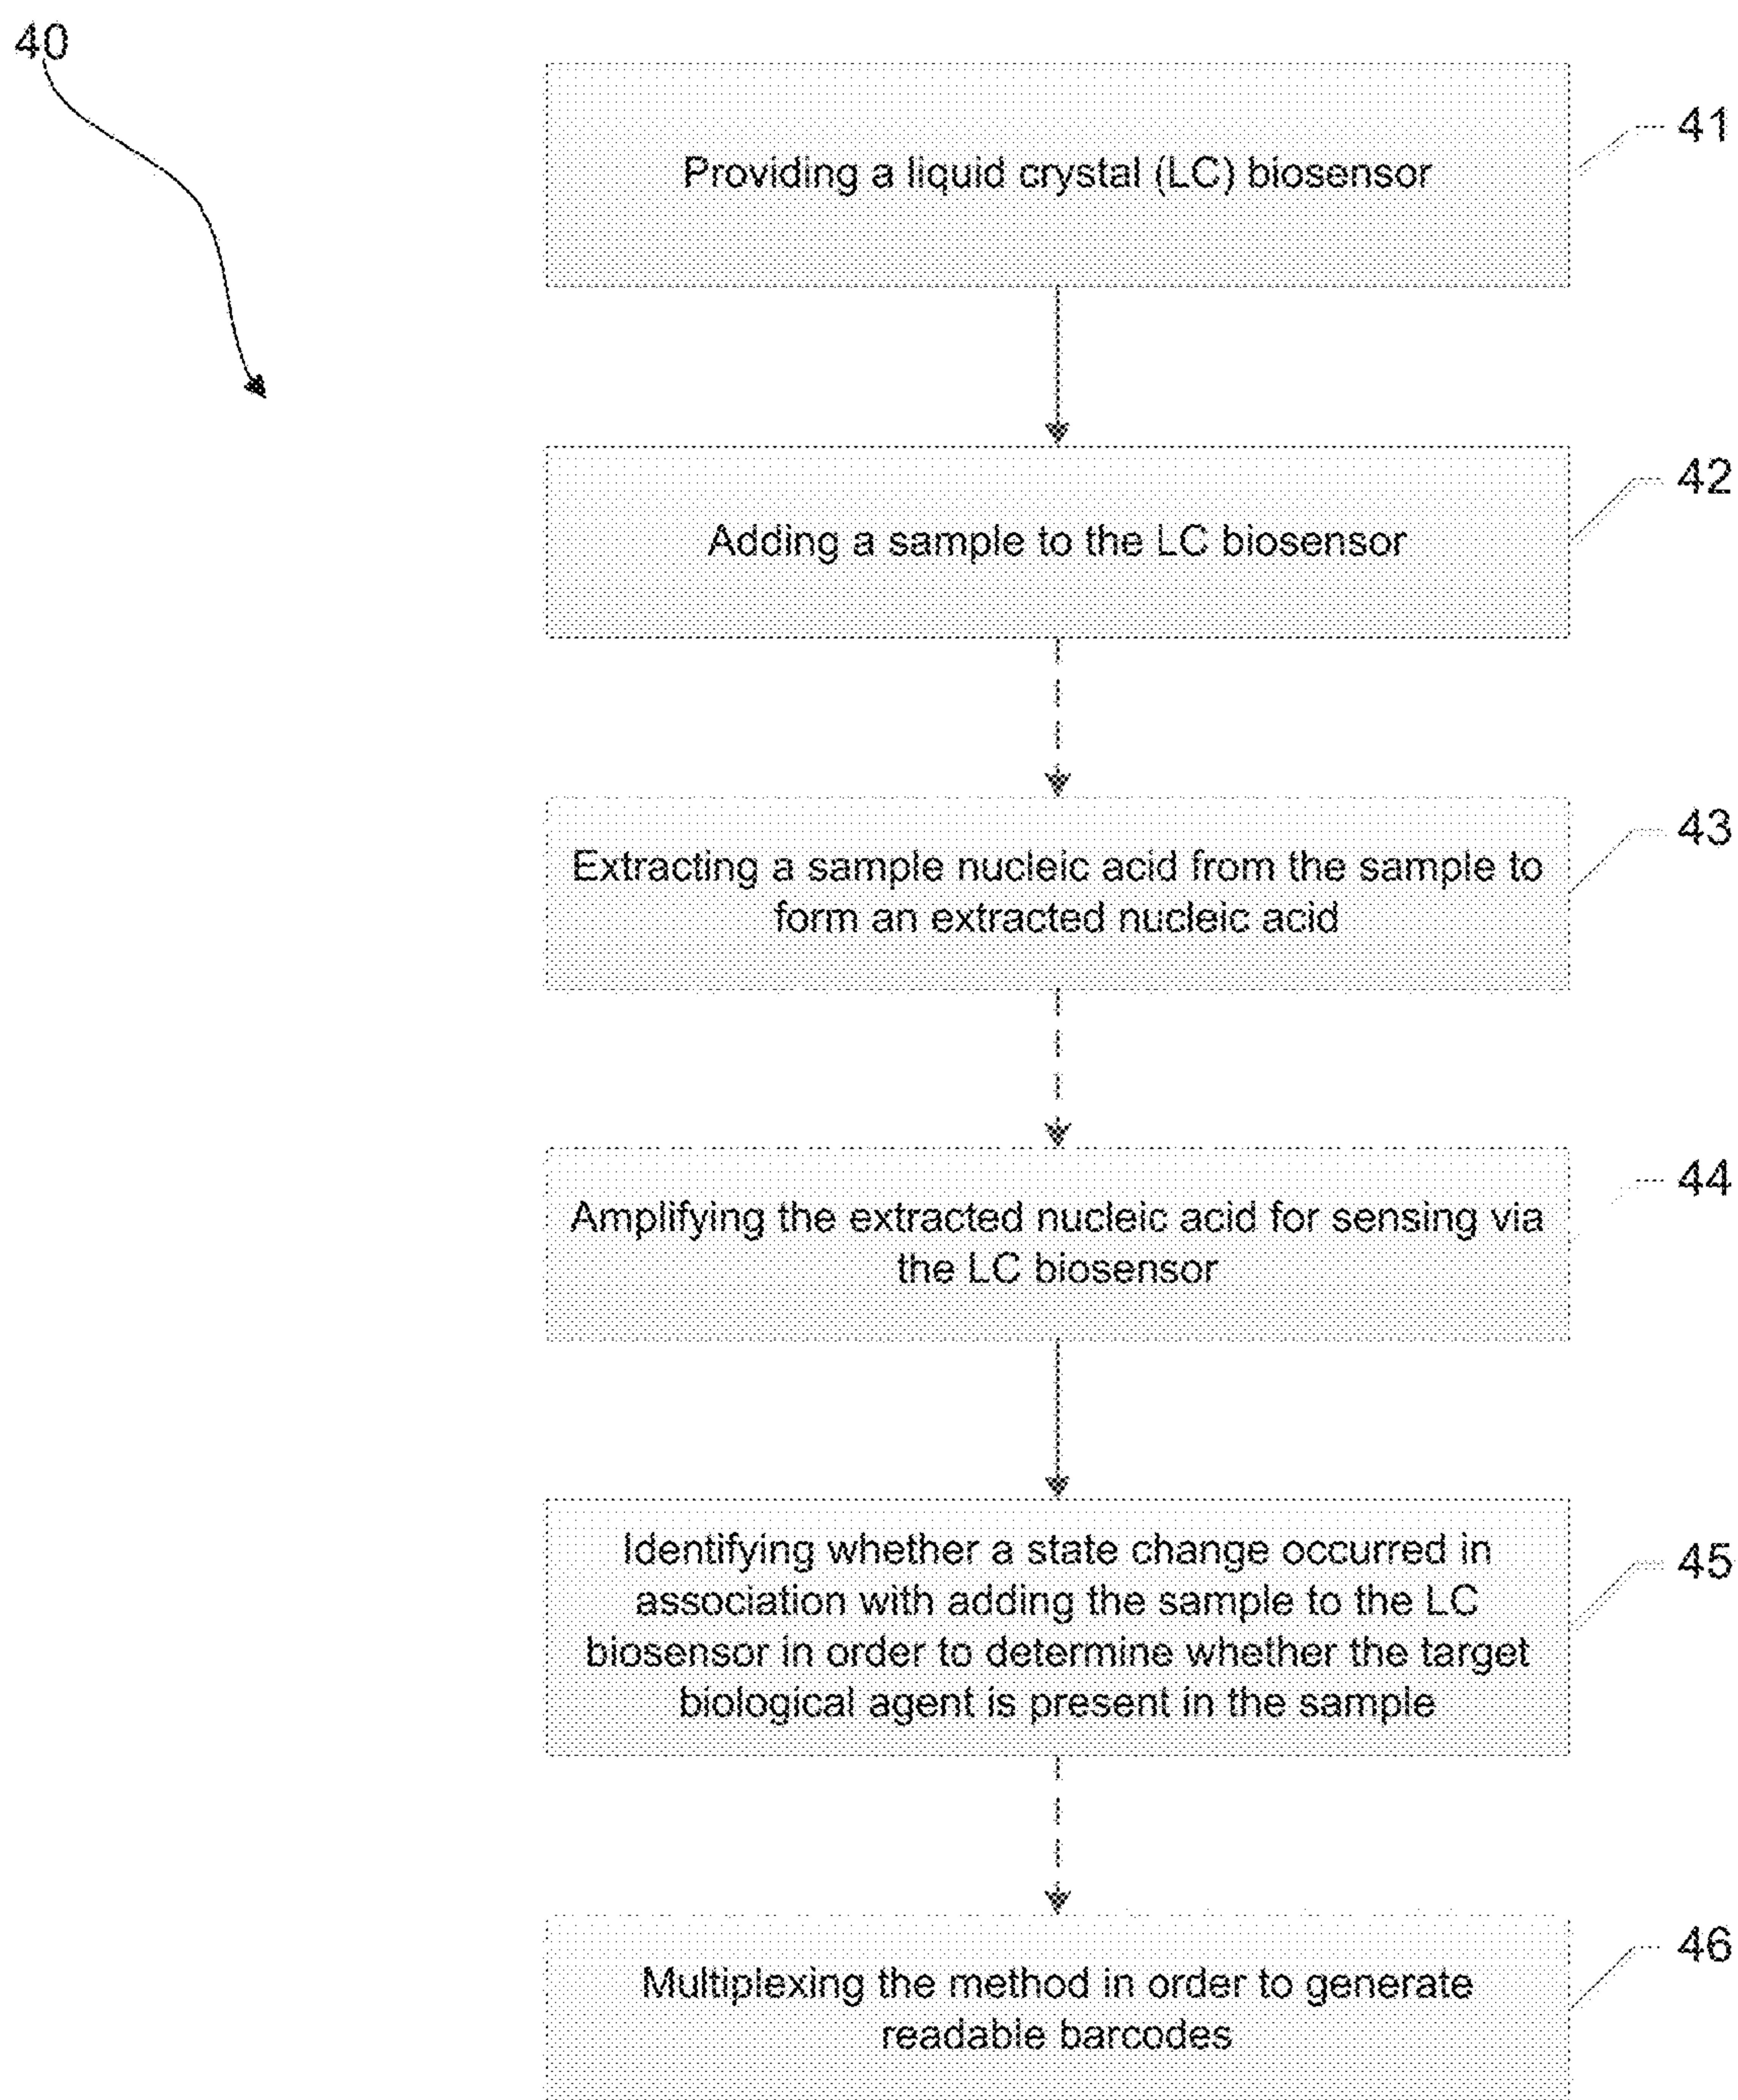 40
Providing a liquid crystal (LC) biosensor
41
Adding a sample to the LC biosensor
42
Extracting a sample nucleic acid from the sample to
form an extracted nucleic acid
43
Amplifying the extracted nucleic acid for sensing via
the LC biosensor
44
Identifying whether a state change occurred in
association with adding the sample to the LC
biosensor in order to determine whether the target
biological agent is present in the sample
45
Multiplexing the method in order to generate
readable barcodes
46